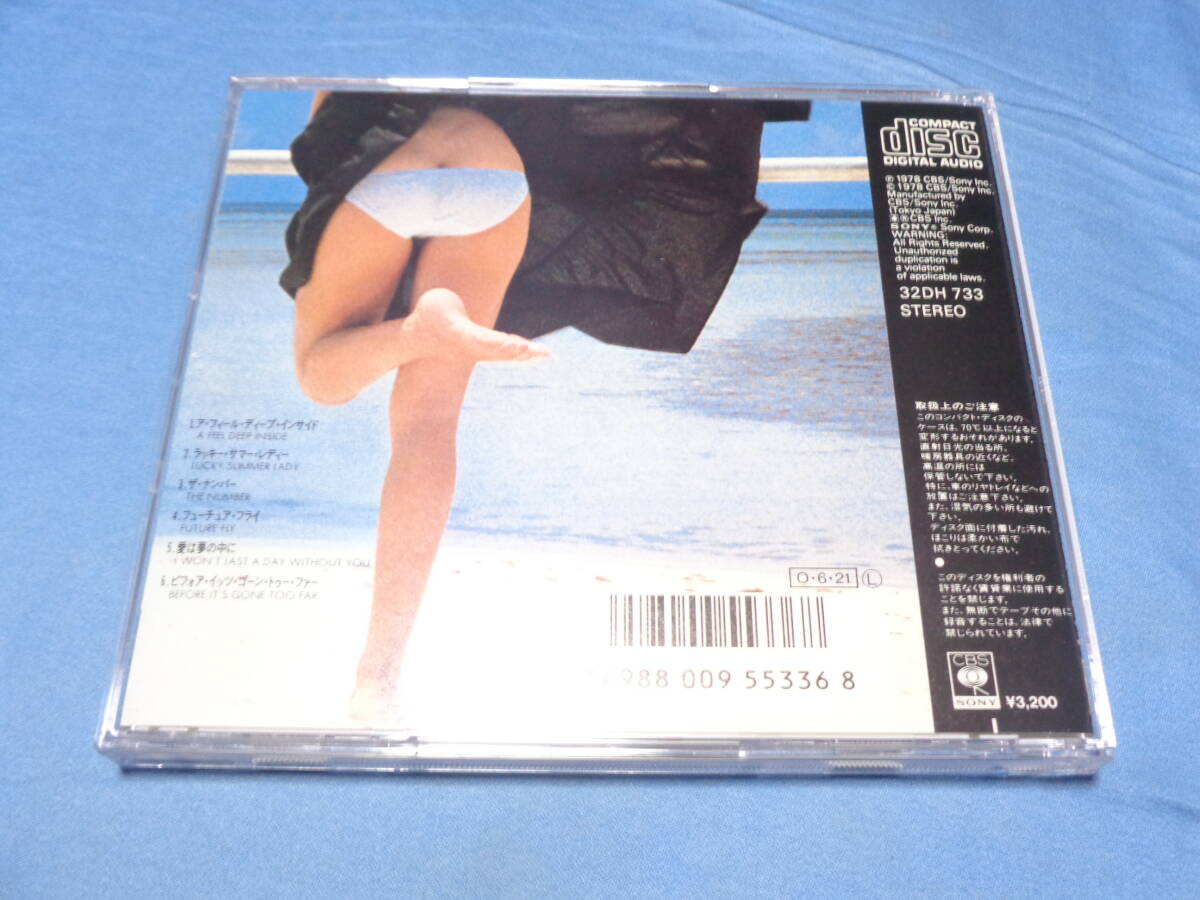 1.ア・フィール・ディープ・インサイド
A FEEL DEEP INSIDE
2.ラッキー・サマー・レディー
LUCKY SUMMER LADY
3.ザ・ナンバー
THE NUMBER
4.フューチュア・フライ
FUTURE FLY
5.愛は夢の中に
I WON'T LAST A DAY WITHOUT YOU
6.ビフォア・イッツ・ゴーン・トゥー・ファー
BEFORE IT'S GONE TOO FAR
O・6・21 Ⓛ
988 009 55336 8
COMPACT
disc
DIGITAL AUDIO
℗ 1978 CBS/Sony Inc.
© 1978 CBS/Sony Inc.
Manufactured by
CBS/Sony Inc.
(Tokyo Japan)
®CBS Inc.
SONY® Sony Corp.
WARNING:
All Rights Reserved.
Unauthorized
duplication is
a violation
of applicable laws.
32DH 733
STEREO
取扱上のご注意
このコンパクト・ディスクの
ケースは、70℃以上になると
変形するおそれがあります。
直射日光の当る所、
暖房器具の近くなど、
高温の所には
保管しないで下さい。
特に、車のリヤトレイなどへの
放置はご注意下さい。
また、湿気の多い所も避けて
下さい。
ディスク面に付着した汚れ、
ほこりは柔かい布で
拭きとってください。
●
このディスクを権利者の
許諾なく賃貸業に使用する
ことを禁じます。
また、無断でテープその他に
録音することは、法律で
禁じられています。
CBS
SONY
¥3,200